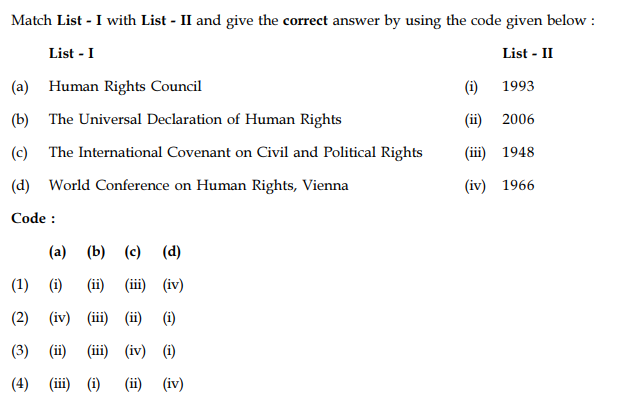 Match List - I with List - II and give the correct answer by using the code given below :
List - I List - II
(a) Human Rights Council (i) 1993
(b) The Universal Declaration of Human Rights (ii) 2006
(c) The International Covenant on Civil and Political Rights (iii) 1948
(d) World Conference on Human Rights, Vienna (iv) 1966
Code :
(a) (b) (c) (d)
(1) (i) (ii) (iii) (iv)
(2) (iv) (iii) (ii) (i)
(3) (ii) (iii) (iv) (i)
(4) (iii) (i) (ii) (iv)